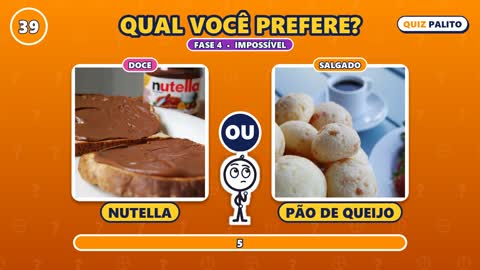 39
QUAL VOCÊ PREFERE?
QUIZ PALITO
FASE 4 • IMPOSSÍVEL
DOCE
SALGADO
nutella
OU
NUTELLA
PÃO DE QUEIJO
5